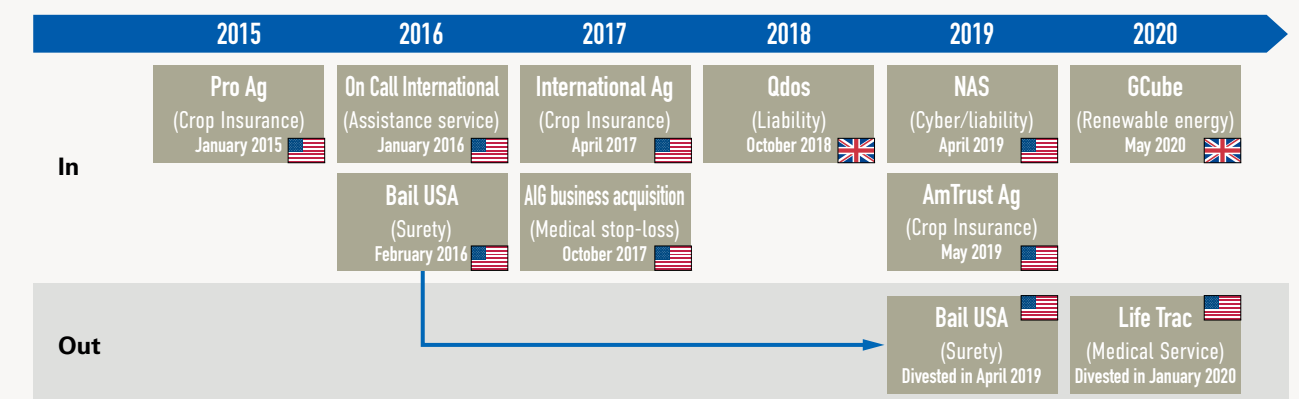 2015 2016 2017 2018 2019 2020
In
Pro Ag
(Crop Insurance)
January 2015
On Call International
(Assistance service)
January 2016
International Ag
(Crop Insurance)
April 2017
Qdos
(Liability)
October 2018
NAS
(Cyber/liability)
April 2019
GCube
(Renewable energy)
May 2020
Bail USA
(Surety)
February 2016
AIG business acquisition
(Medical stop-loss)
October 2017
AmTrust Ag
(Crop Insurance)
May 2019
Out
Bail USA
(Surety)
Divested in April 2019
Life Trac
(Medical Service)
Divested in January 2020